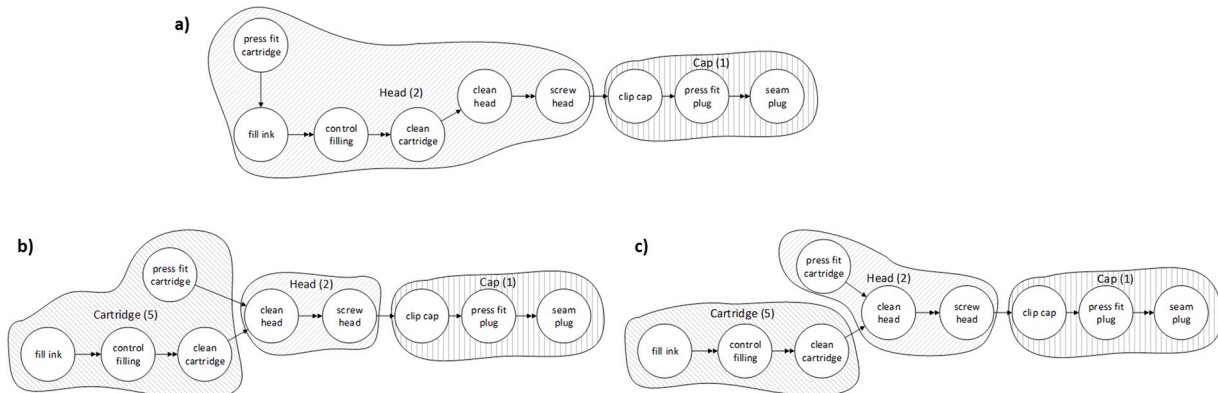 a)
press fit
cartridge
Head (2)
fill ink
control
filling
clean
cartridge
clean
head
screw
head
Cap (1)
clip cap
press fit
plug
seam
plug
b)
press fit
cartridge
Cartridge (5)
fill ink
control
filling
clean
cartridge
Head (2)
clean
head
screw
head
Cap (1)
clip cap
press fit
plug
seam
plug
c)
press fit
cartridge
Head (2)
clean
head
screw
head
Cartridge (5)
fill ink
control
filling
clean
cartridge
Cap (1)
clip cap
press fit
plug
seam
plug